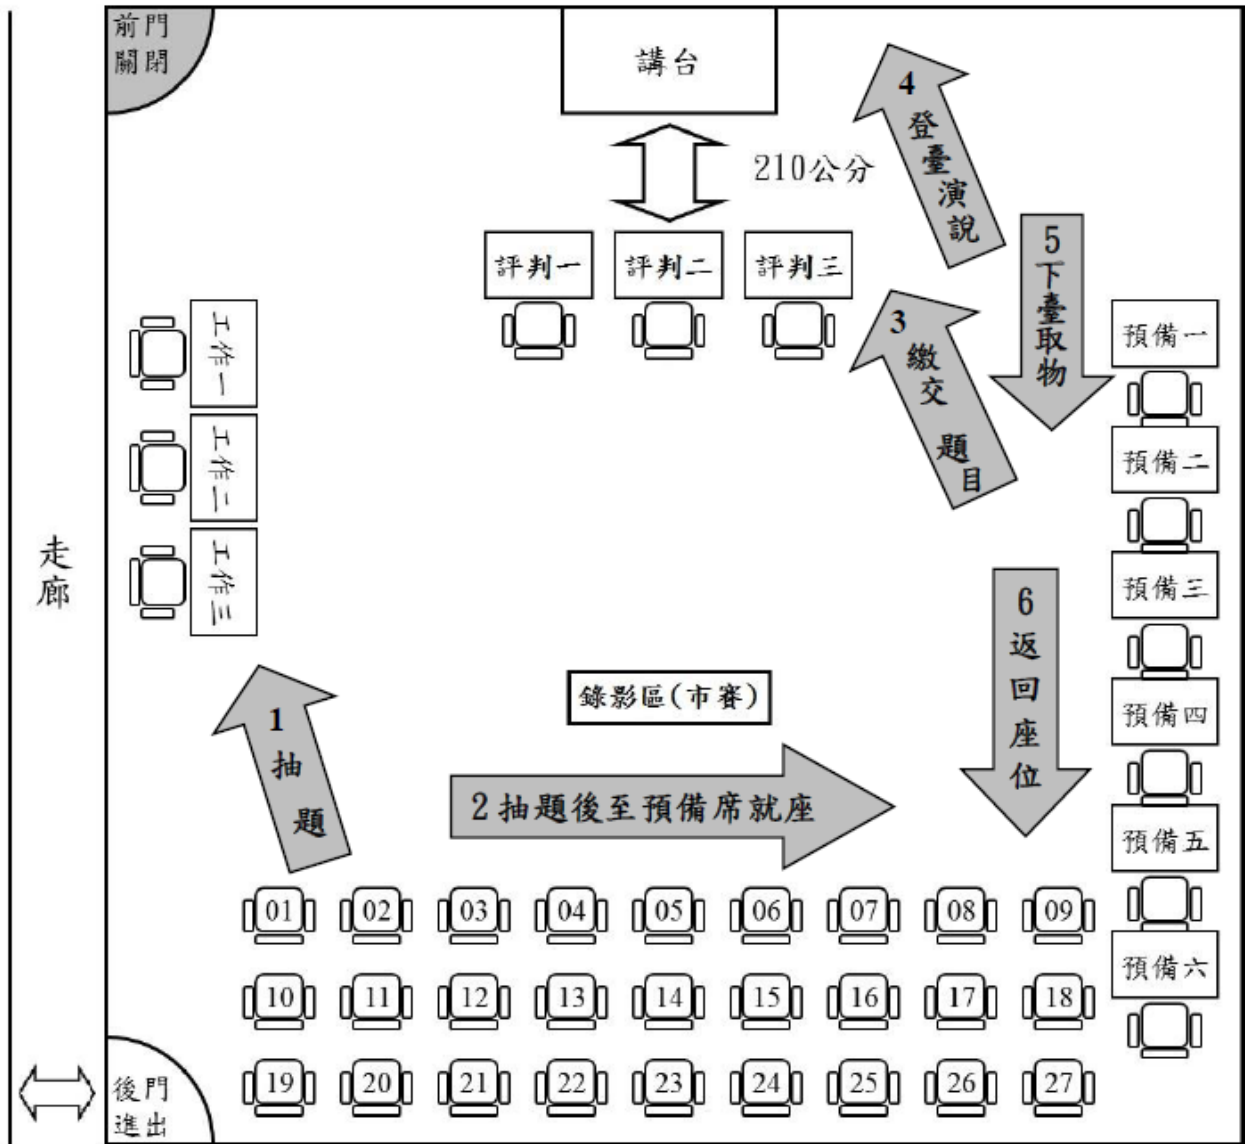 前門
關閉
講台
4登臺演說
210公分
5下臺取物
評判一
評判二
評判三
3繳交題目
預備一
工作一
預備二
工作二
走廊
工作三
預備三
6返回座位
錄影區(市賽)
預備四
1抽題
2抽題後至預備席就座
預備五
01 02 03 04 05 06 07 08 09
預備六
10 11 12 13 14 15 16 17 18
19 20 21 22 23 24 25 26 27
後門
進出